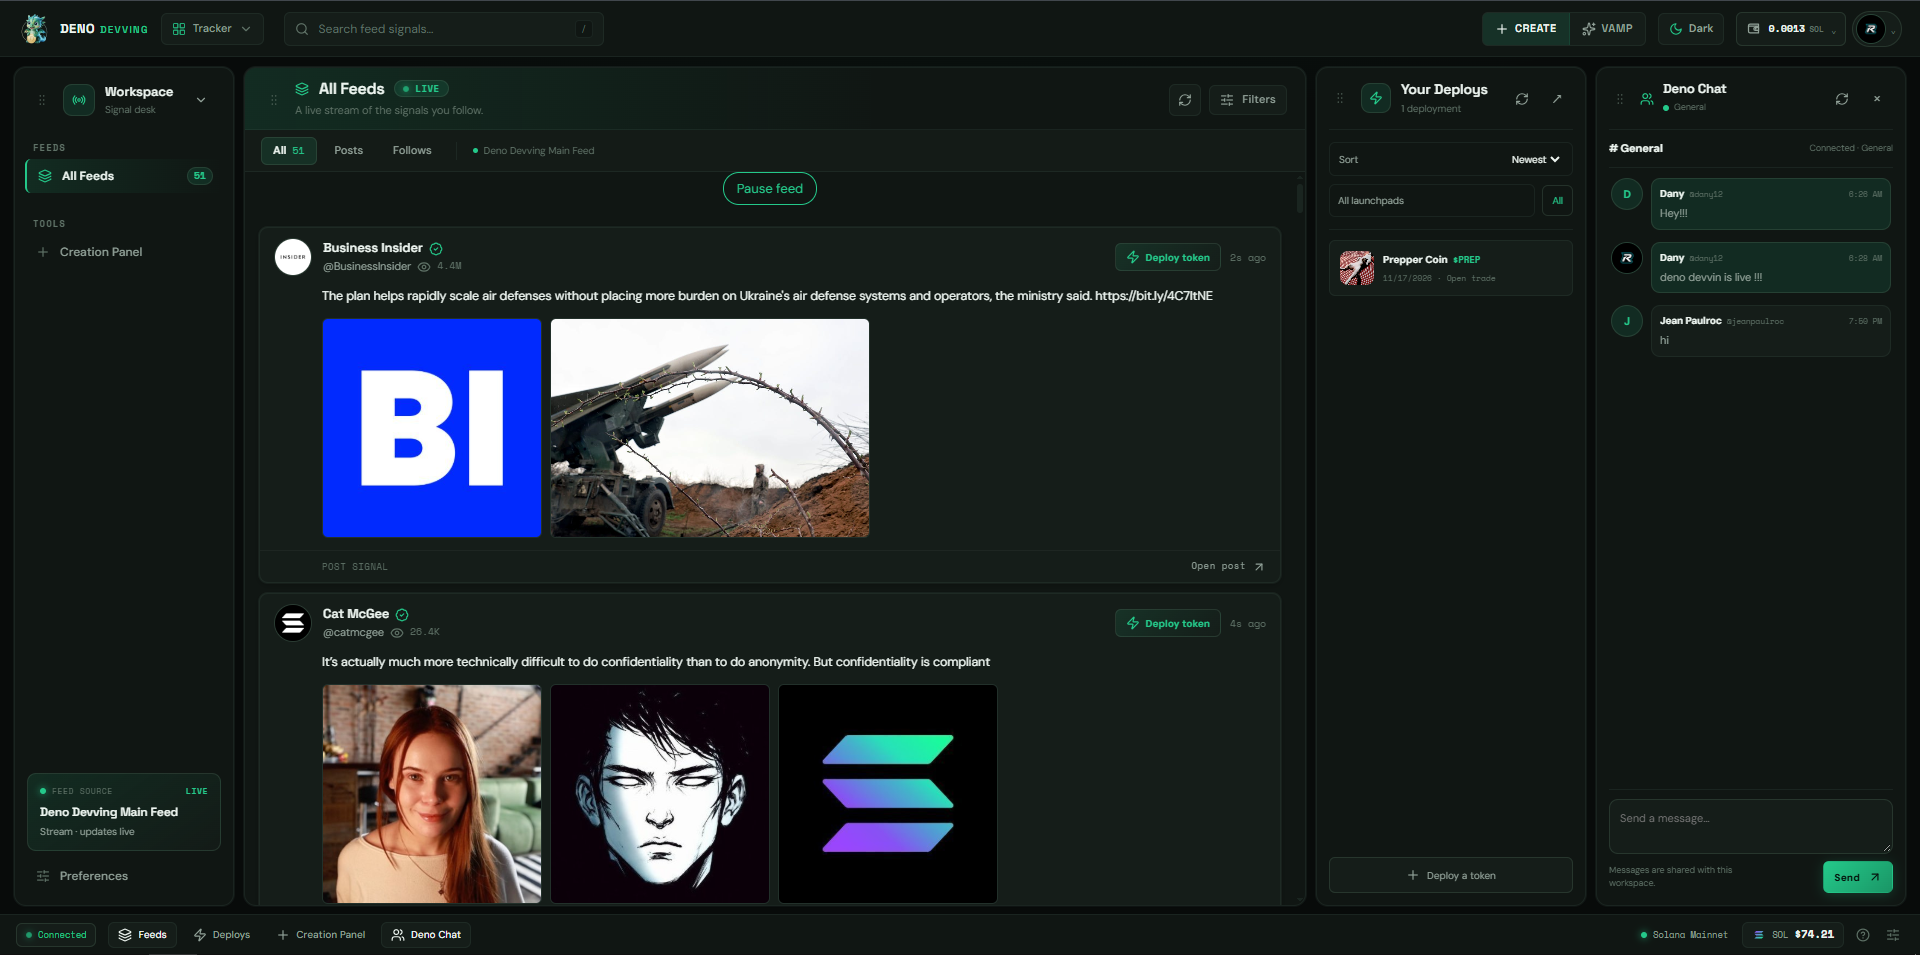 DENO DEVVING
Tracker
Search feed signals...
/
CREATE
VAMP
Dark
0.0013 SOL
Workspace
Signal desk
FEEDS
All Feeds
51
TOOLS
Creation Panel
FEED SOURCE
LIVE
Deno Devving Main Feed
Stream · updates live
Preferences
All Feeds
LIVE
A live stream of the signals you follow.
Filters
All 51
Posts
Follows
Deno Devving Main Feed
Pause feed
INSIDER
Business Insider
@BusinessInsider
4.4M
Deploy token
2s ago
The plan helps rapidly scale air defenses without placing more burden on Ukraine's air defense systems and operators, the ministry said. https://bit.ly/4C7ItNE
BI
POST SIGNAL
Open post
Cat McGee
@catmcgee
26.4K
Deploy token
4s ago
It's actually much more technically difficult to do confidentiality than to do anonymity. But confidentiality is compliant
Your Deploys
1 deployment
Sort
Newest
All launchpads
All
Prepper Coin $PREP
11/17/2026 · Open trade
Deploy a token
Deno Chat
General
# General
Connected · General
D
Dany @dany12
6:26 AM
Hey!!!
Dany @dany12
6:28 AM
deno devvin is live !!!
J
Jean Paulroc @jeanpaulroc
7:50 PM
hi
Send a message...
Messages are shared with this
workspace.
Send
Connected
Feeds
Deploys
Creation Panel
Deno Chat
Solana Mainnet
SOL $74.21